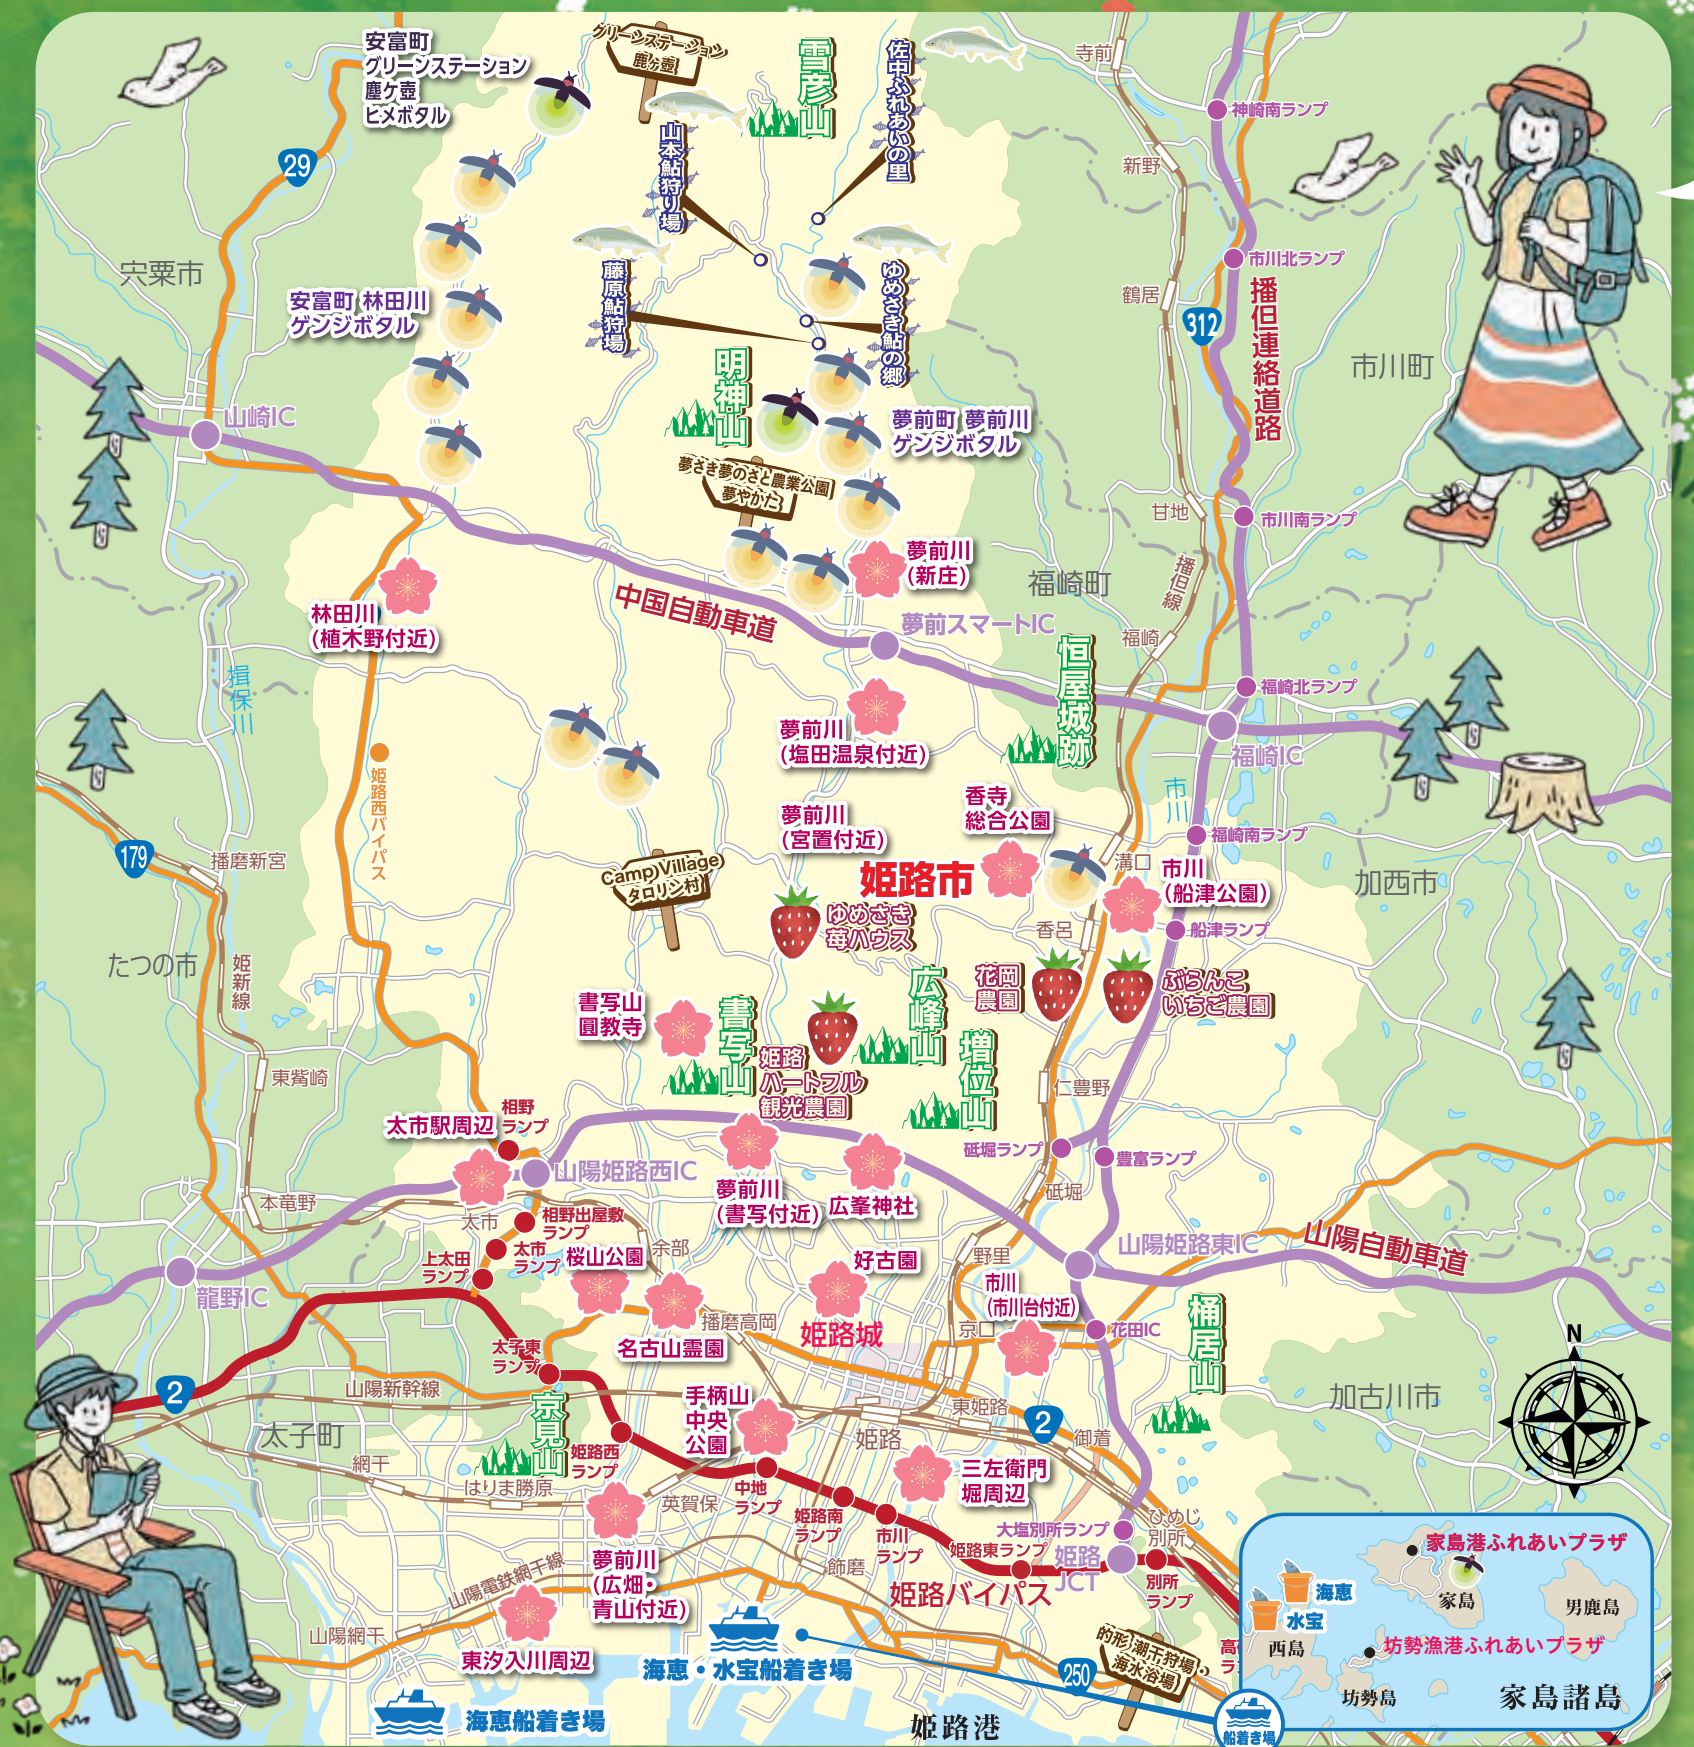 安富町
グリーンステーション
鹿ケ壺
ヒメボタル
グリーンステーション
鹿ヶ壺
雪彦山
佐中ふれあいの里
寺前
神崎南ランプ
29
山本鮎狩り場
新野
宍粟市
安富町 林田川
ゲンジボタル
藤原鮎狩場
ゆめさき鮎の郷
市川北ランプ
鶴居
312
播但連絡道路
市川町
明神山
夢前町 夢前川
ゲンジボタル
山崎IC
夢さき夢のさと農業公園
夢やかた
甘地
市川南ランプ
夢前川
(新庄)
福崎町
播但線
中国自動車道
林田川
(植木野付近)
夢前スマートIC
福崎
恒屋城跡
福崎北ランプ
揖保川
夢前川
(塩田温泉付近)
福崎IC
姫路西バイパス
市川
香寺
総合公園
夢前川
(宮置付近)
福崎南ランプ
179
播磨新宮
Camp Village
タロリン村
姫路市
溝口
市川
(船津公園)
加西市
ゆめさき
苺ハウス
香呂
船津ランプ
たつの市
姫新線
花岡
農園
ぶらんこ
いちご農園
書写山
圓教寺
書写山
広峰山
増位山
姫路
ハートフル
観光農園
東觜崎
仁豊野
太市駅周辺
相野
ランプ
砥堀ランプ
豊富ランプ
山陽姫路西IC
夢前川
(書写付近)
広峯神社
砥堀
本竜野
太市
相野出屋敷
ランプ
太市
ランプ
上太田
ランプ
桜山公園
余部
好古園
野里
山陽姫路東IC
山陽自動車道
龍野IC
市川
(市川台付近)
名古山霊園
播磨高岡
姫路城
京口
花田IC
桶居山
太子東
ランプ
N
2
山陽新幹線
京見山
手柄山
中央
公園
東姫路
2
御着
加古川市
太子町
姫路
姫路西
ランプ
網干
はりま勝原
英賀保
中地
ランプ
三左衛門
堀周辺
姫路南
ランプ
市川
ランプ
大塩別所ランプ
ひめじ
別所
姫路東ランプ
姫路
JCT
夢前川
(広畑・
青山付近)
飾磨
姫路バイパス
別所
ランプ
山陽電鉄網干線
山陽網干
東汐入川周辺
海恵・水宝船着き場
海恵船着き場
姫路港
250
的形潮干狩場・
海水浴場
船着き場
家島港ふれあいプラザ
家島
男鹿島
海恵
水宝
西島
坊勢漁港ふれあいプラザ
坊勢島
家島諸島